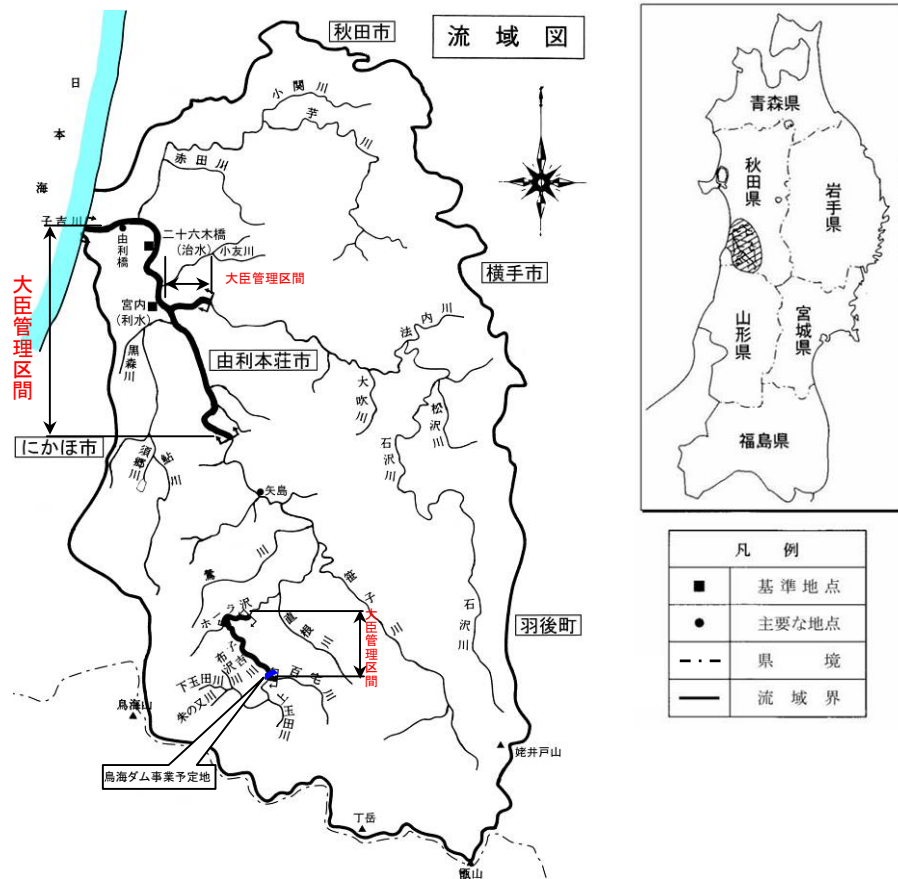 流域図
秋田市
日本海
小関川
芋川
赤田川
子吉川
由利橋
二十六木橋
(治水)
小友川
大臣管理区間
大臣管理区間
宮内
(利水)
黒森川
由利本荘市
横手市
法内川
大吹川
松沢川
石沢川
にかほ市
須郷川
鮎川
矢島
鶯川
笹子川
石沢川
羽後町
ホーラ沢
直根川
大臣管理区間
布沢川
子吉川
下玉田川
朱の又川
百宅川
上玉田川
鳥海山
鳥海ダム事業予定地
姥井戸山
丁岳
甑山
青森県
秋田県
岩手県
山形県
宮城県
福島県
凡例
■ 基準地点
● 主要な地点
県境
流域界